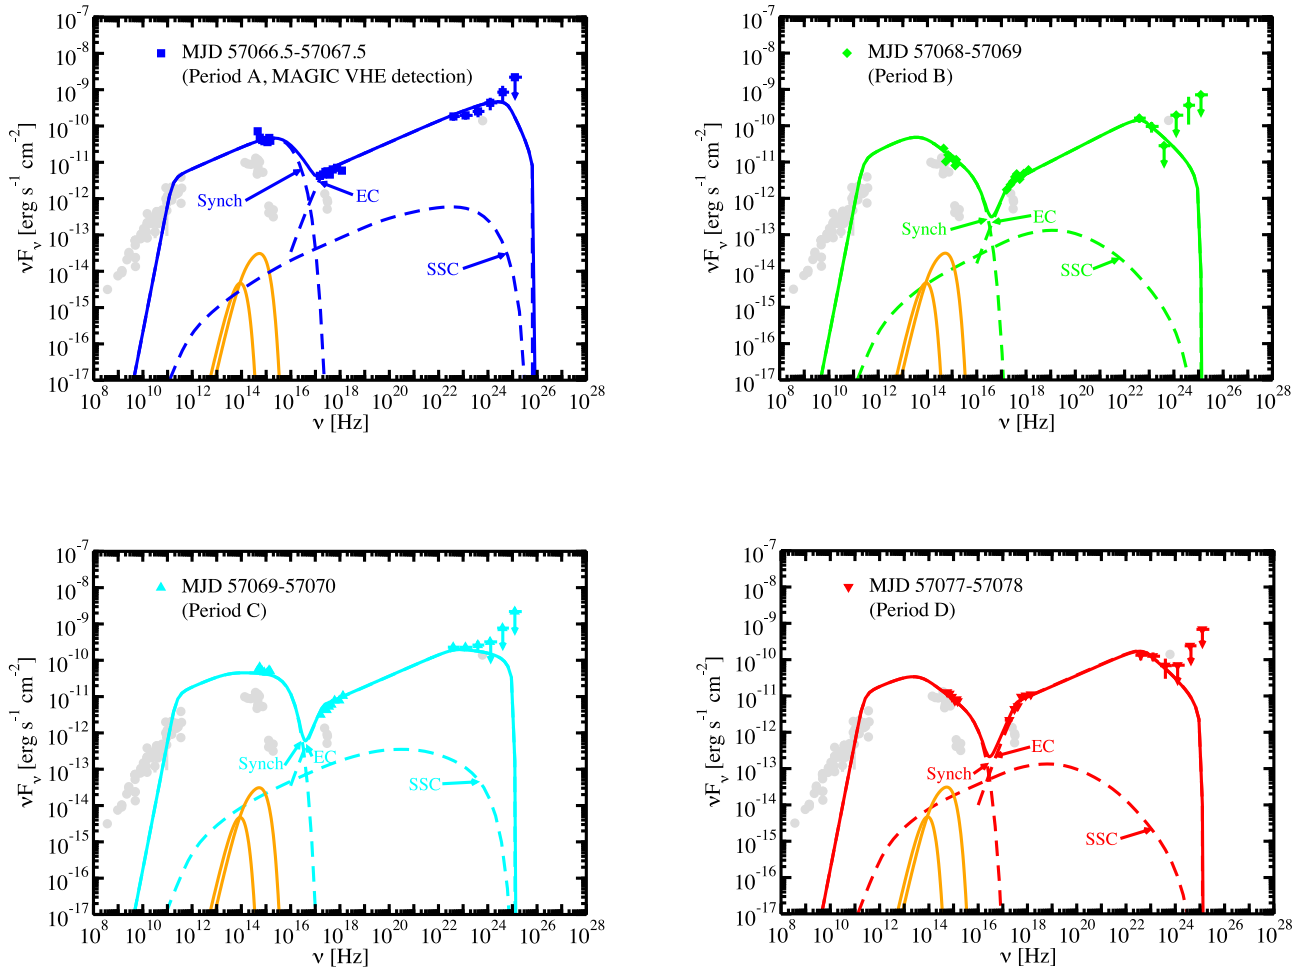 10^-7
10^-8
10^-9
10^-10
10^-11
10^-12
10^-13
10^-14
10^-15
10^-16
10^-17
νFν [erg s^-1 cm^-2]
MJD 57066.5-57067.5
(Period A, MAGIC VHE detection)
Synch
EC
SSC
10^8 10^10 10^12 10^14 10^16 10^18 10^20 10^22 10^24 10^26 10^28
ν [Hz]
10^-7
10^-8
10^-9
10^-10
10^-11
10^-12
10^-13
10^-14
10^-15
10^-16
10^-17
νFν [erg s^-1 cm^-2]
MJD 57068-57069
(Period B)
Synch
EC
SSC
10^8 10^10 10^12 10^14 10^16 10^18 10^20 10^22 10^24 10^26 10^28
ν [Hz]
10^-7
10^-8
10^-9
10^-10
10^-11
10^-12
10^-13
10^-14
10^-15
10^-16
10^-17
νFν [erg s^-1 cm^-2]
MJD 57069-57070
(Period C)
Synch
EC
SSC
10^8 10^10 10^12 10^14 10^16 10^18 10^20 10^22 10^24 10^26 10^28
ν [Hz]
10^-7
10^-8
10^-9
10^-10
10^-11
10^-12
10^-13
10^-14
10^-15
10^-16
10^-17
νFν [erg s^-1 cm^-2]
MJD 57077-57078
(Period D)
Synch
EC
SSC
10^8 10^10 10^12 10^14 10^16 10^18 10^20 10^22 10^24 10^26 10^28
ν [Hz]